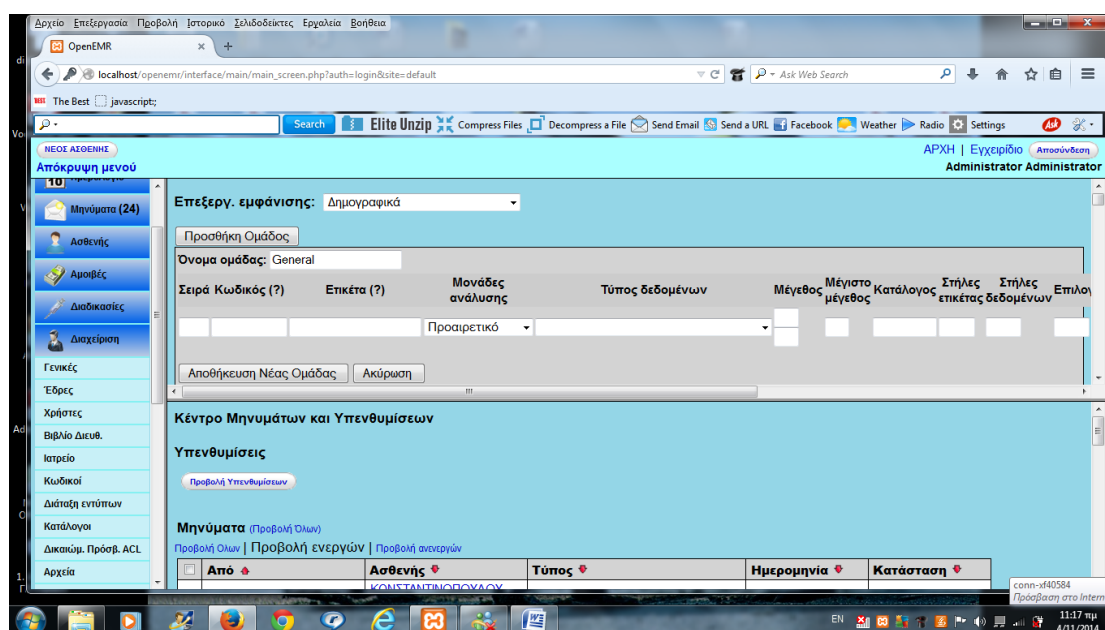 Αρχείο Επεξεργασία Προβολή Ιστορικό Σελιδοδείκτες Εργαλεία Βοήθεια
OpenEMR
localhost/openemr/interface/main/main_screen.php?auth=login&site=default
Ask Web Search
The Best javascript:;
Search Elite Unzip Compress Files Decompress a File Send Email Send a URL Facebook Weather Radio Settings Ask
ΝΕΟΣ ΑΣΘΕΝΗΣ ΑΡΧΗ | Εγχειρίδιο Αποσύνδεση
Απόκρυψη μενού Administrator Administrator
10
Μηνύματα (24)
Ασθενής
Αμοιβές
Διαδικασίες
Διαχείριση
Γενικές
Έδρες
Χρήστες
Βιβλίο Διευθ.
Ιατρείο
Κωδικοί
Διάταξη εντύπων
Κατάλογοι
Δικαιώμ. Πρόσβ. ACL
Αρχεία
Επεξεργ. εμφάνισης: Δημογραφικά
Προσθήκη Ομάδος
Όνομα ομάδας: General
Σειρά Κωδικός (?) Ετικέτα (?) Μονάδες ανάλυσης Τύπος δεδομένων Μέγεθος Μέγιστο μέγεθος Κατάλογος Στήλες ετικέτας Στήλες δεδομένων Επιλογ
Προαιρετικό
Αποθήκευση Νέας Ομάδας Ακύρωση
Κέντρο Μηνυμάτων και Υπενθυμίσεων
Υπενθυμίσεις
Προβολή Υπενθυμίσεων
Μηνύματα (Προβολή Όλων)
Προβολή Ολων | Προβολή ενεργών | Προβολή ανενεργών
Από Ασθενής Τύπος Ημερομηνία Κατάσταση
ΚΩΝΣΤΑΝΤΙΝΟΠΟΥΛΟΥ
conn-xf40584
Πρόσβαση στο Intern
EN 11:17 πμ
4/11/2014